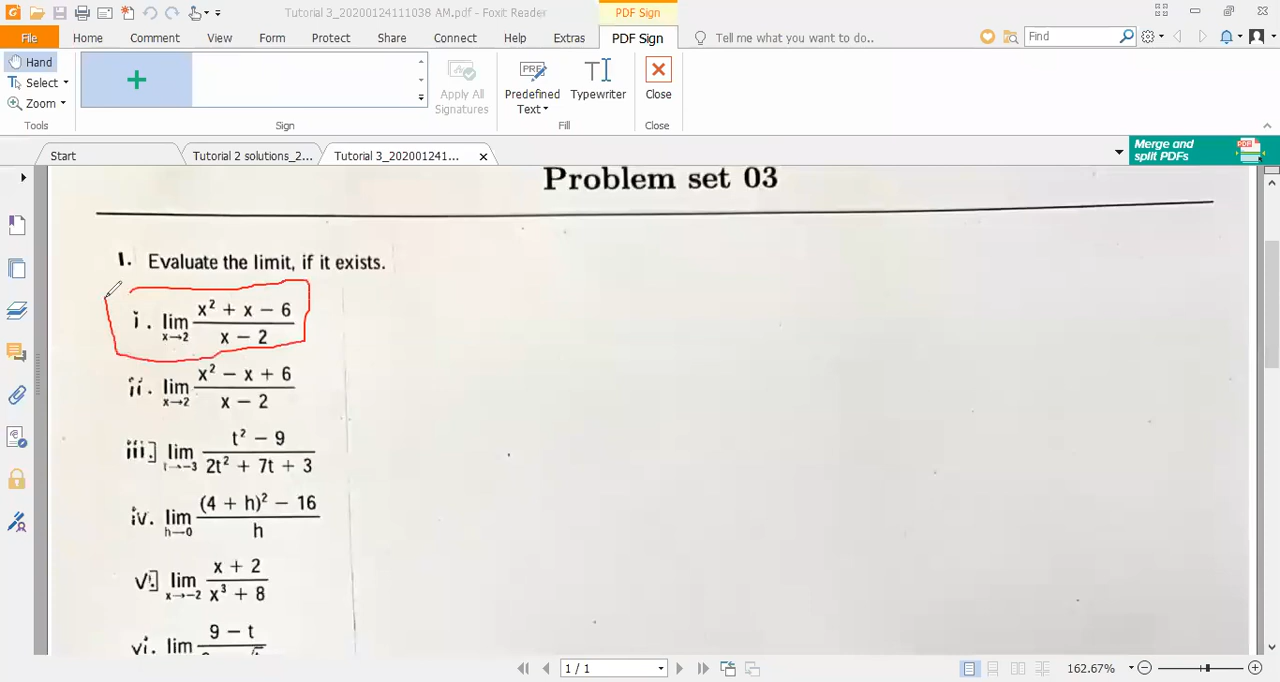 Tutorial 3_20200124111038 AM.pdf - Foxit Reader
PDF Sign
File Home Comment View Form Protect Share Connect Help Extras PDF Sign Tell me what you want to do.. Find
Hand
Select
Zoom
Tools
Sign
Apply All Signatures
Predefined Text
Typewriter
Fill
Close
Close
Start
Tutorial 2 solutions_2...
Tutorial 3_202001241...
Merge and split PDFs
Problem set 03
1. Evaluate the limit, if it exists.
i. lim x→2 (x² + x − 6)/(x − 2)
ii. lim x→2 (x² − x + 6)/(x − 2)
iii.] lim t→−3 (t² − 9)/(2t² + 7t + 3)
iv. lim h→0 ((4 + h)² − 16)/h
v.] lim x→−2 (x + 2)/(x³ + 8)
vi. lim 9 − t
1 / 1
162.67%